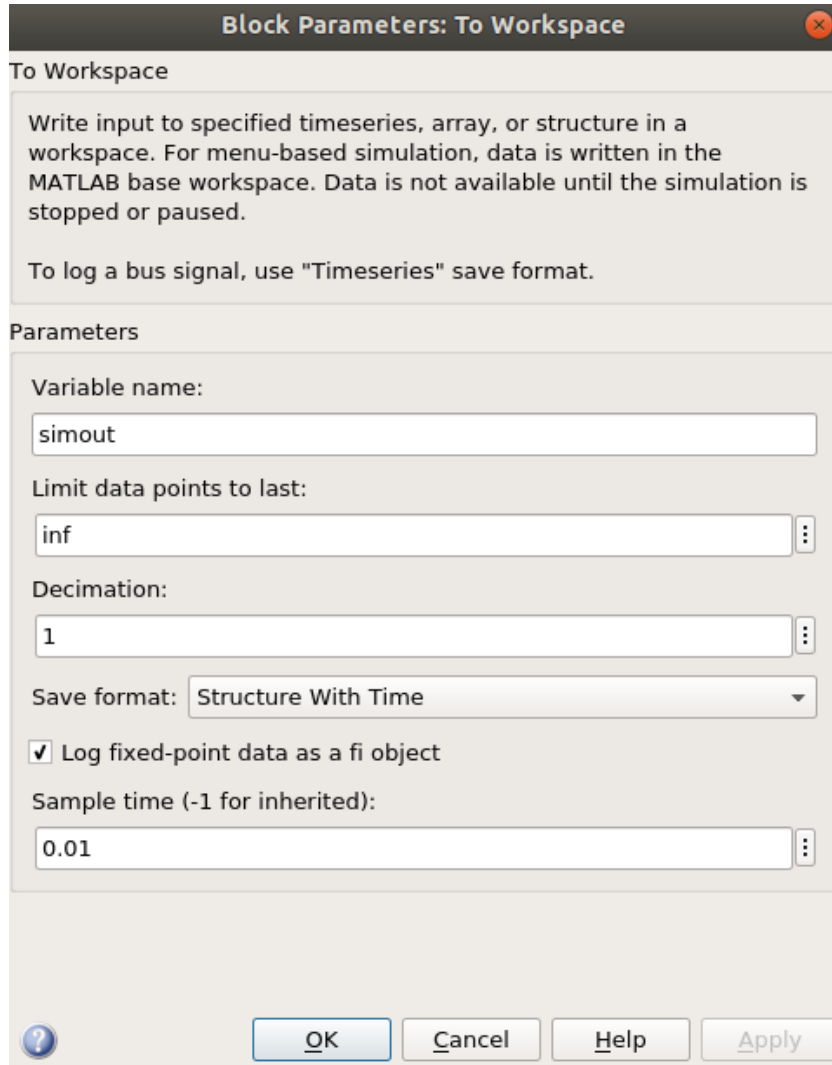 Block Parameters: To Workspace
To Workspace
Write input to specified timeseries, array, or structure in a
workspace. For menu-based simulation, data is written in the
MATLAB base workspace. Data is not available until the simulation is
stopped or paused.
To log a bus signal, use "Timeseries" save format.
Parameters
Variable name:
simout
Limit data points to last:
inf
Decimation:
1
Save format: Structure With Time
Log fixed-point data as a fi object
Sample time (-1 for inherited):
0.01
? OK Cancel Help Apply